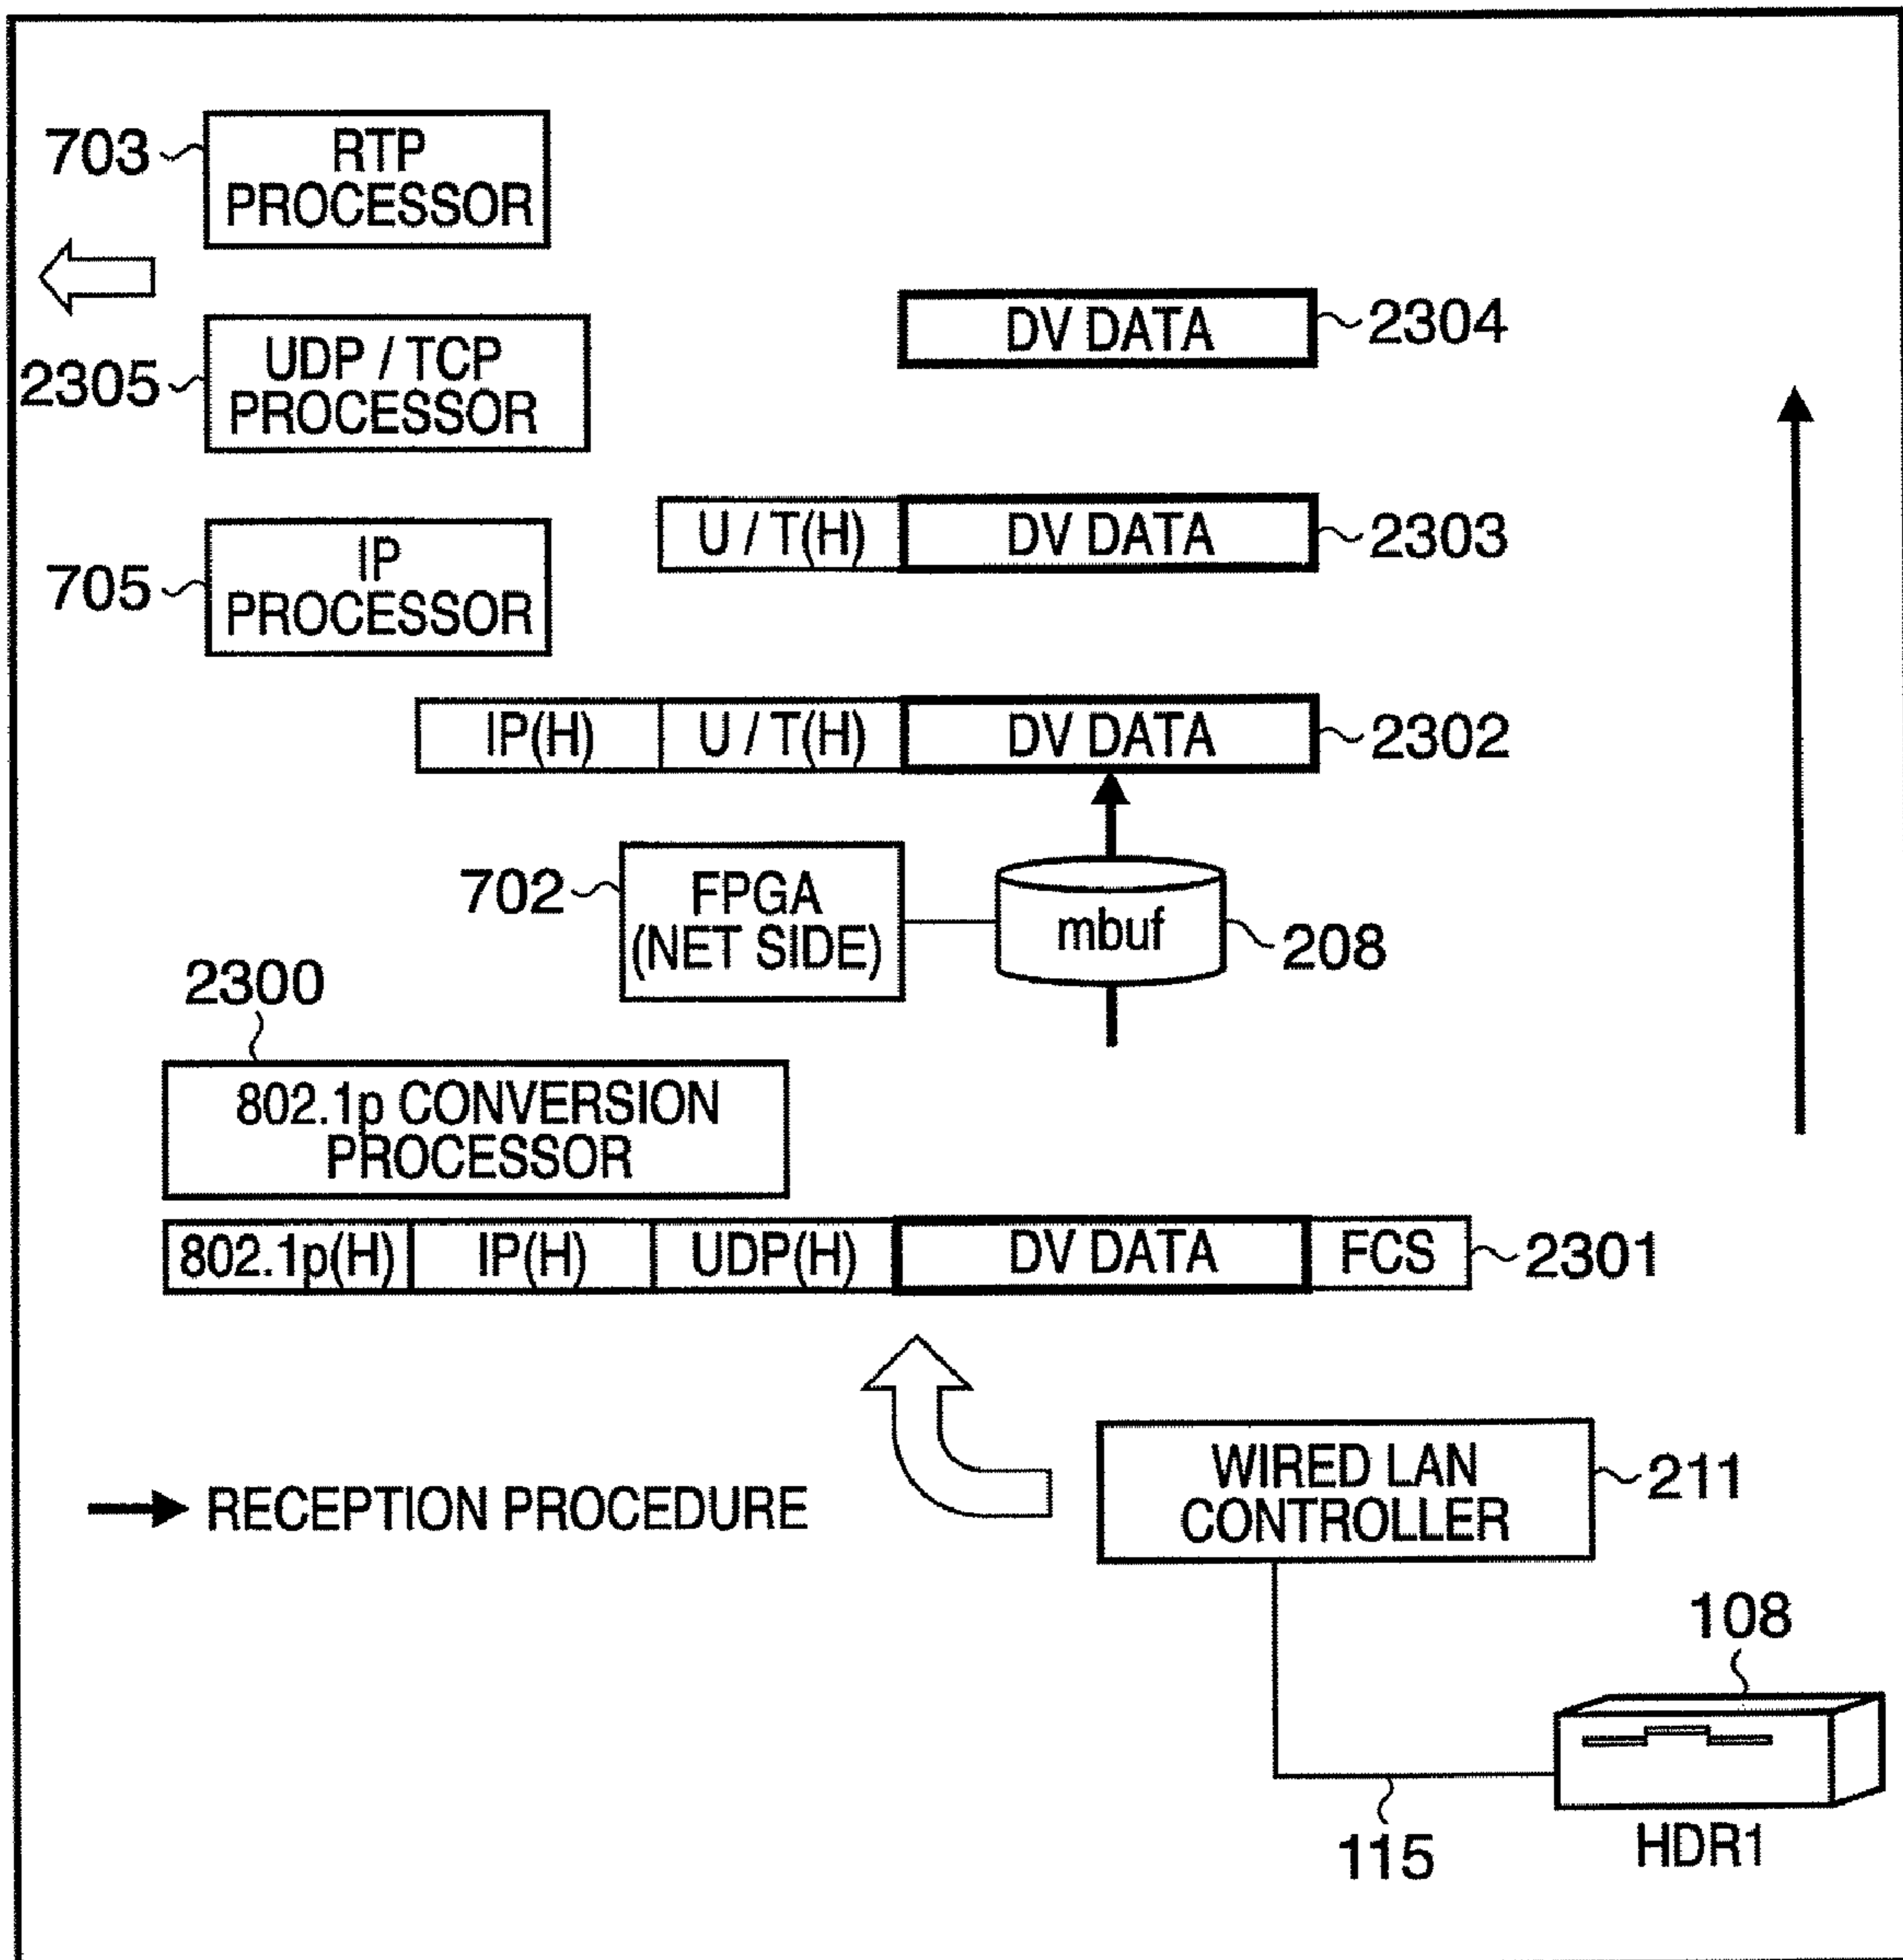 703
RTP
PROCESSOR
DV DATA
2304
2305
UDP / TCP
PROCESSOR
U / T(H)
DV DATA
2303
705
IP
PROCESSOR
IP(H)
U / T(H)
DV DATA
2302
702
FPGA
(NET SIDE)
mbuf
208
2300
802.1p CONVERSION
PROCESSOR
802.1p(H)
IP(H)
UDP(H)
DV DATA
FCS
2301
RECEPTION PROCEDURE
WIRED LAN
CONTROLLER
211
108
115
HDR1